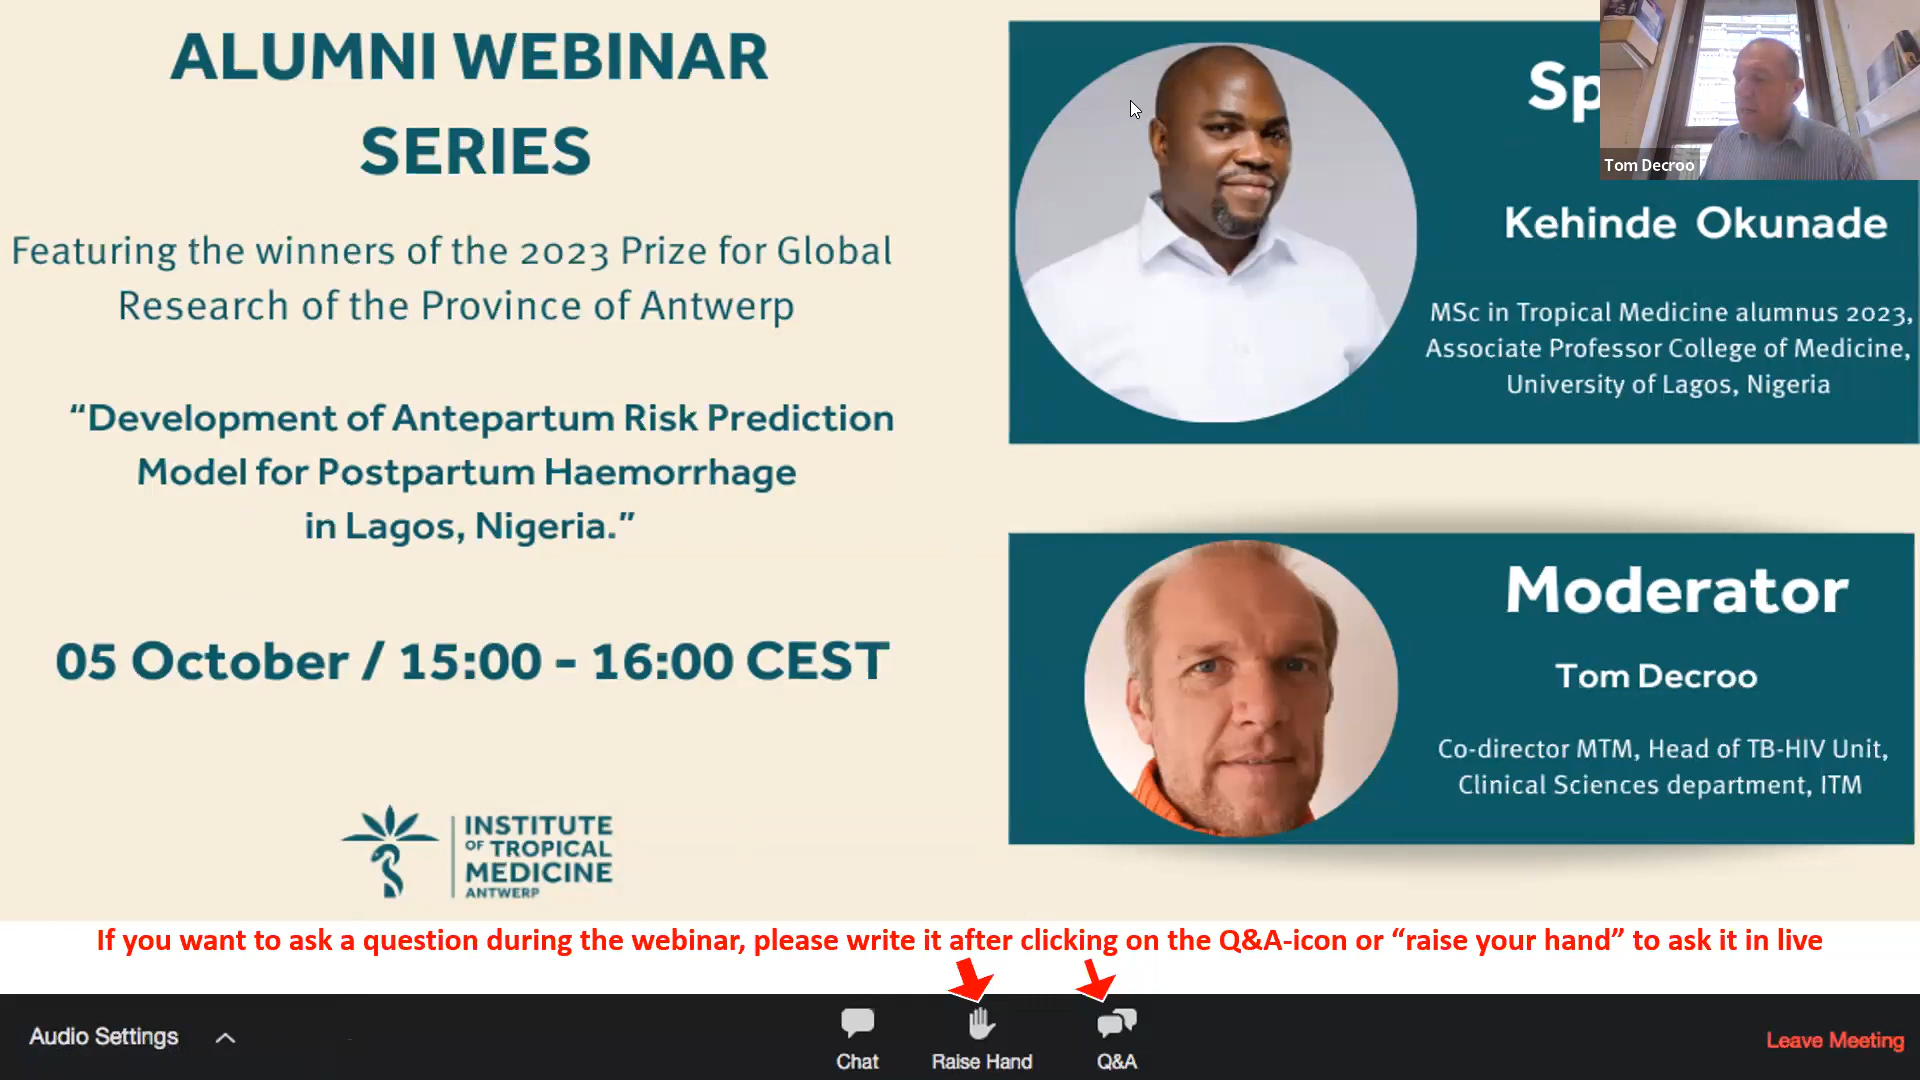 ALUMNI WEBINAR
SERIES
Featuring the winners of the 2023 Prize for Global
Research of the Province of Antwerp
“Development of Antepartum Risk Prediction
Model for Postpartum Haemorrhage
in Lagos, Nigeria.”
05 October / 15:00 - 16:00 CEST
INSTITUTE
OF TROPICAL
MEDICINE
ANTWERP
Sp
Tom Decroo
Kehinde Okunade
MSc in Tropical Medicine alumnus 2023,
Associate Professor College of Medicine,
University of Lagos, Nigeria
Moderator
Tom Decroo
Co-director MTM, Head of TB-HIV Unit,
Clinical Sciences department, ITM
If you want to ask a question during the webinar, please write it after clicking on the Q&A-icon or “raise your hand” to ask it in live
Audio Settings
Chat
Raise Hand
Q&A
Leave Meeting